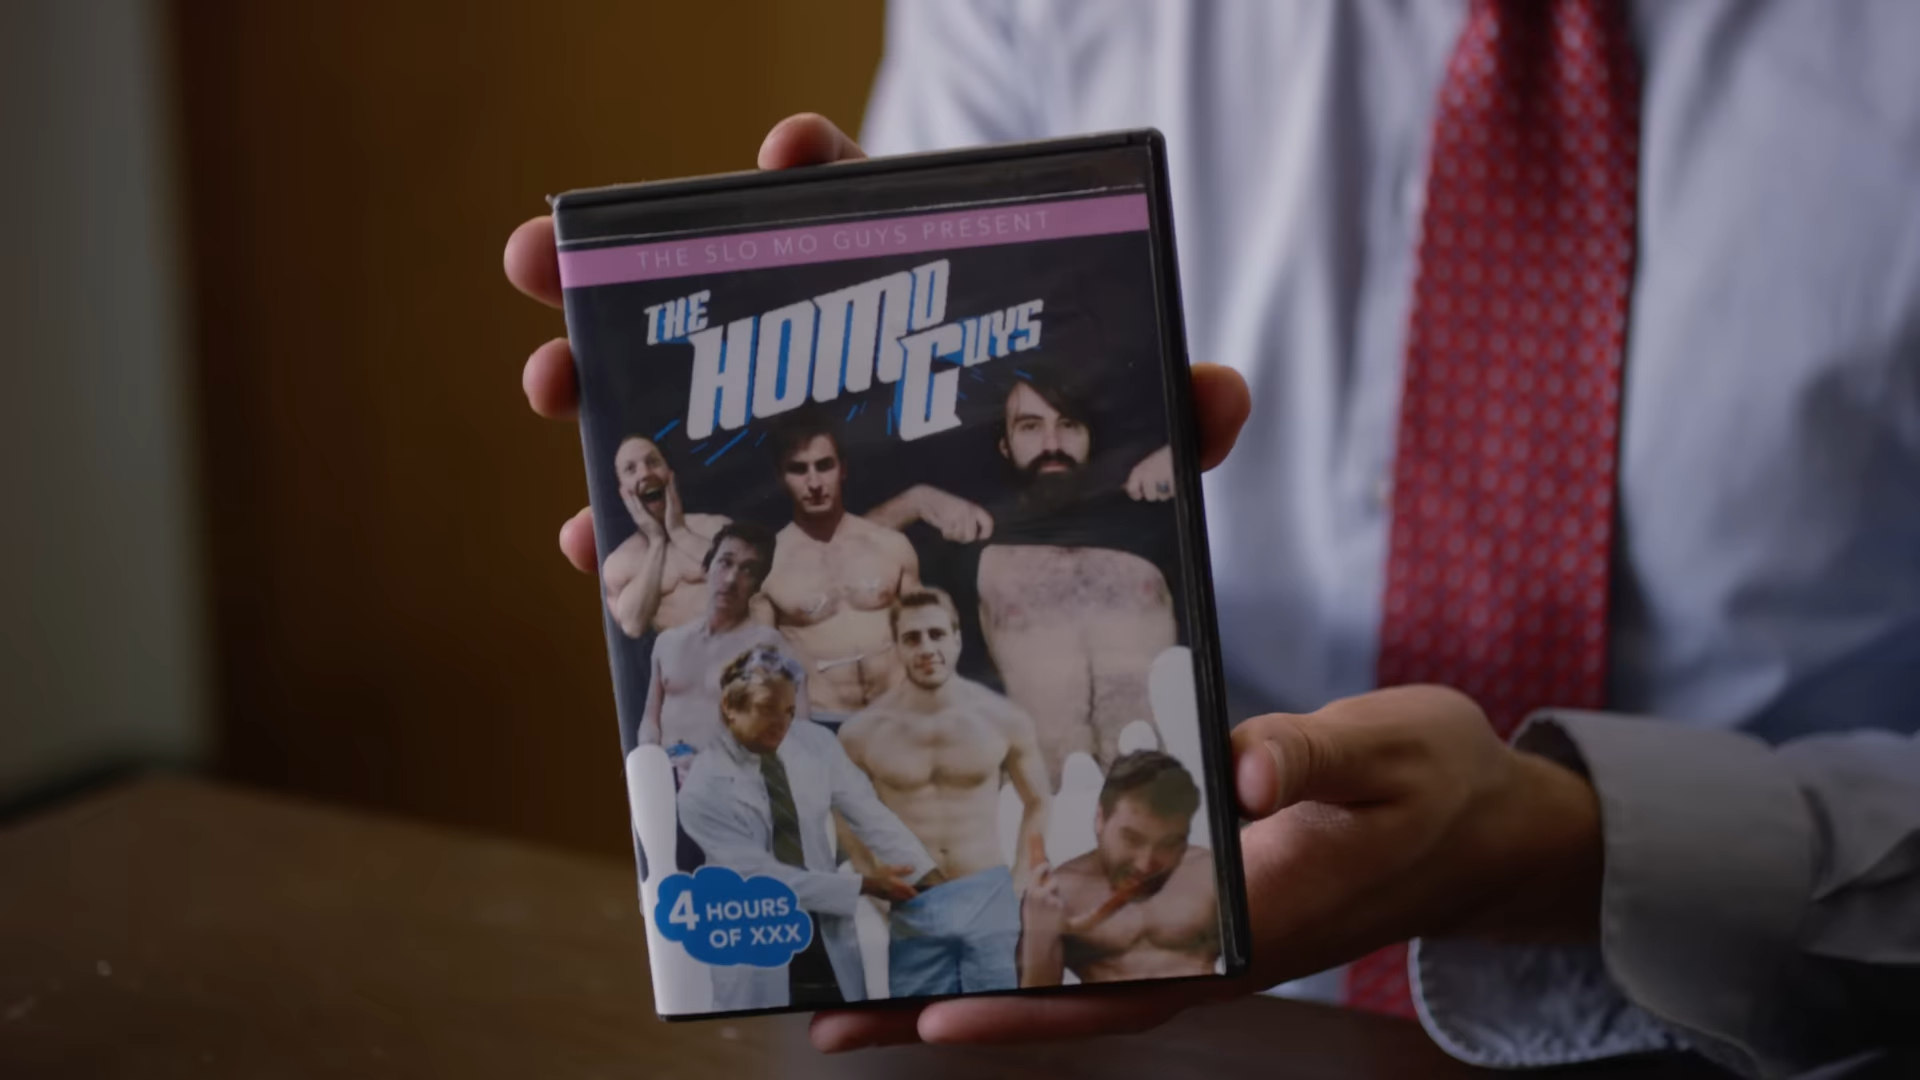 THE SLO MO GUYS PRESENT
THE
HOMO
GUYS
4 HOURS
OF XXX